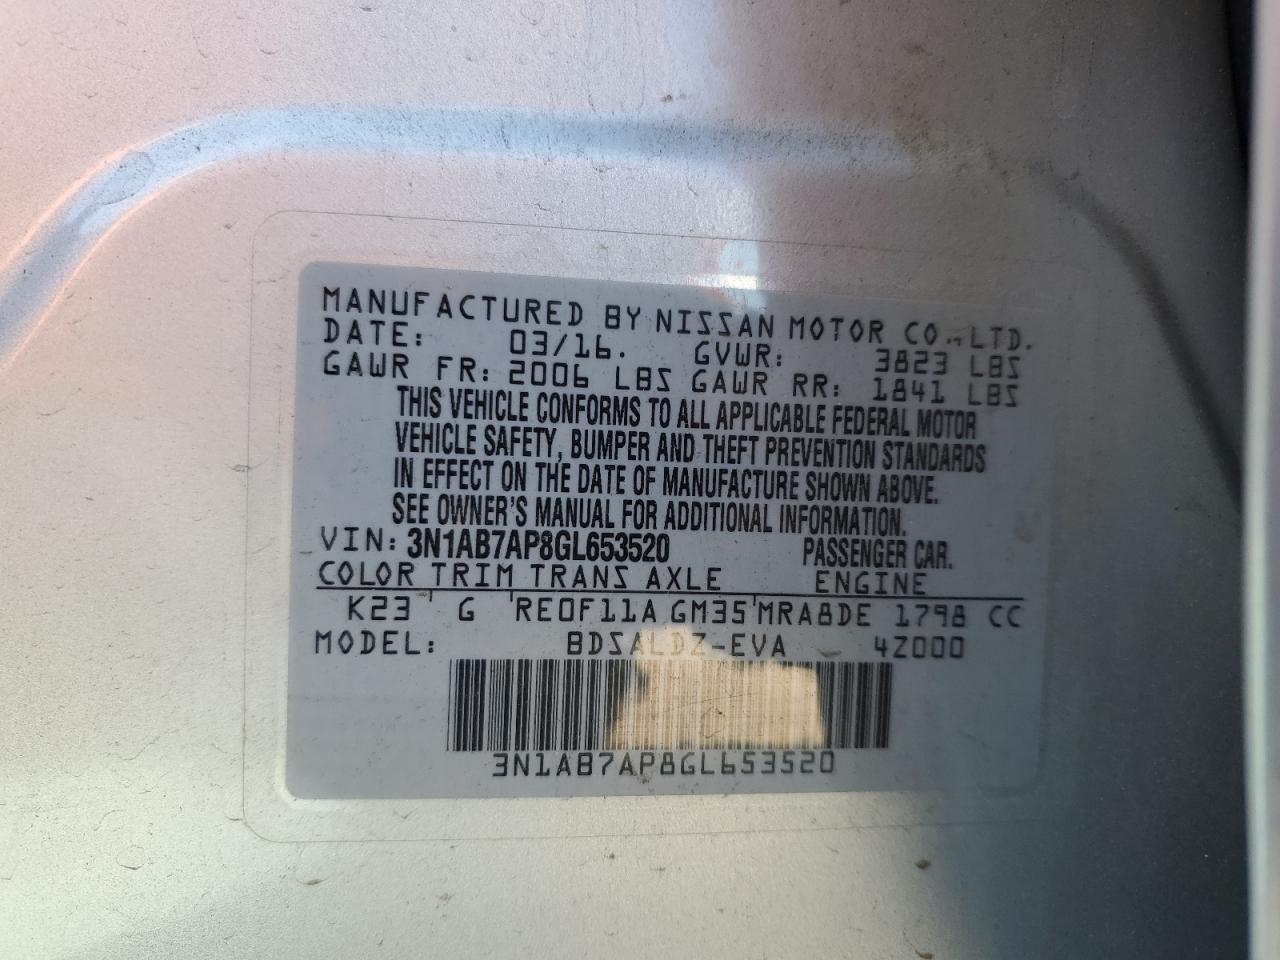 MANUFACTURED BY NISSAN MOTOR CO.,LTD.
DATE: 03/16. GVWR: 3823 LBS
GAWR FR: 2006 LBS GAWR RR: 1841 LBS
THIS VEHICLE CONFORMS TO ALL APPLICABLE FEDERAL MOTOR
VEHICLE SAFETY, BUMPER AND THEFT PREVENTION STANDARDS
IN EFFECT ON THE DATE OF MANUFACTURE SHOWN ABOVE.
SEE OWNER'S MANUAL FOR ADDITIONAL INFORMATION.
VIN: 3N1AB7AP8GL653520 PASSENGER CAR.
COLOR TRIM TRANS AXLE ENGINE
K23 G RE0F11A GM35 MRA8DE 1798 CC
MODEL: BDSALDZ-EVA 4Z000
3N1AB7AP8GL653520